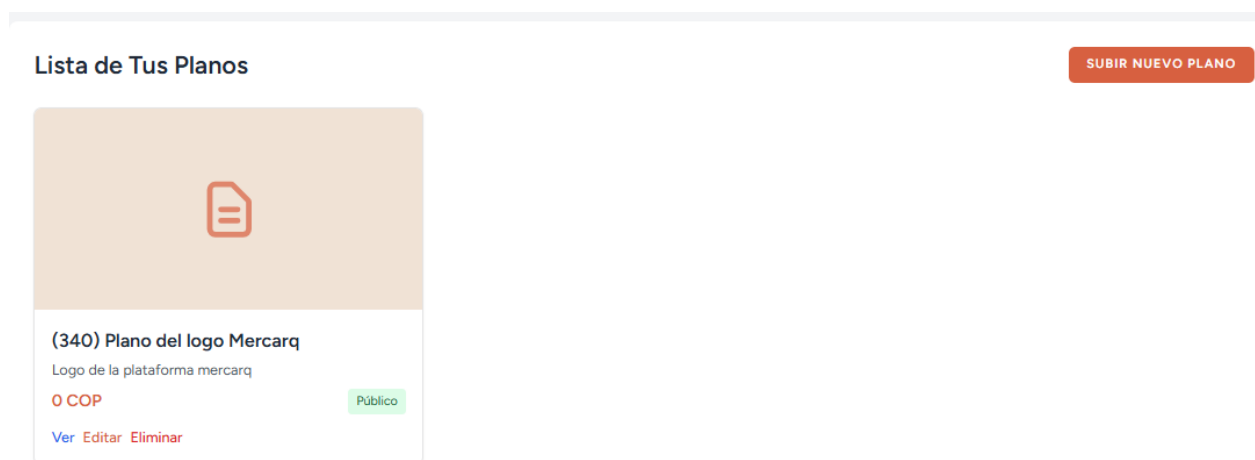 Lista de Tus Planos
SUBIR NUEVO PLANO
(340) Plano del logo Mercarq
Logo de la plataforma mercarq
0 COP
Público
Ver Editar Eliminar